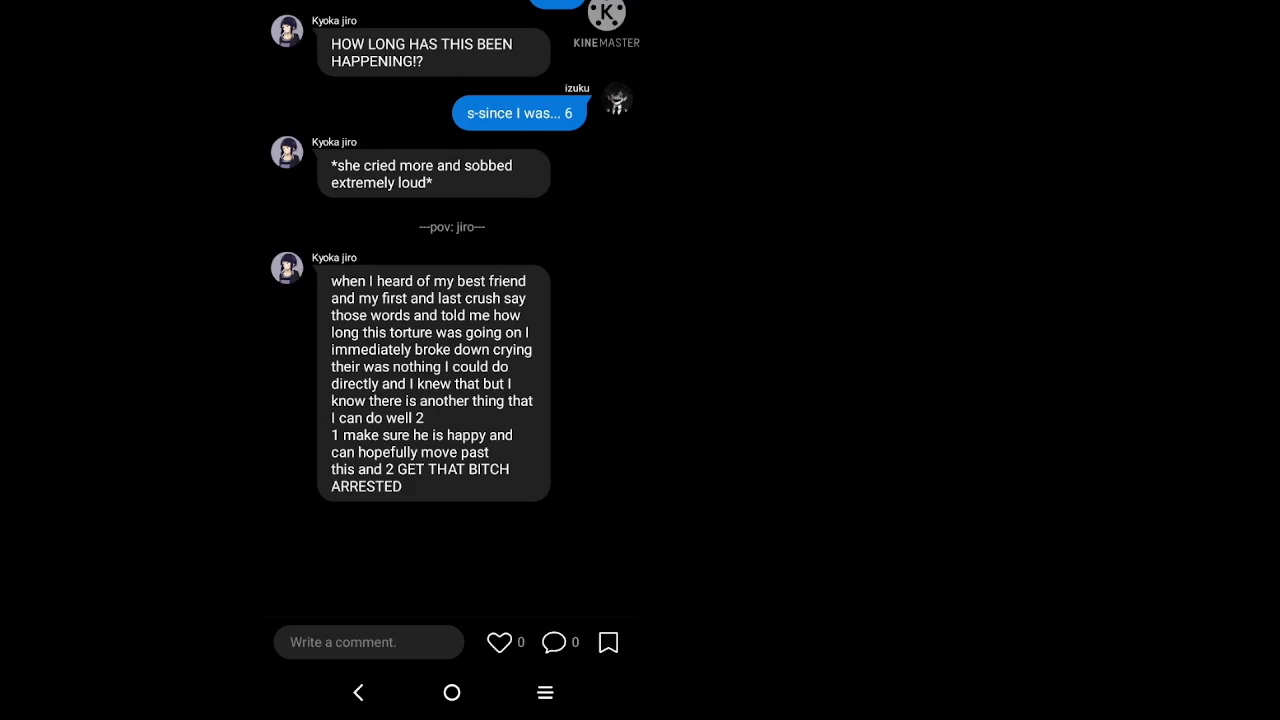 Kyoka jiro
HOW LONG HAS THIS BEEN
HAPPENING!?
K
KINEMASTER
izuku
s-since I was... 6
Kyoka jiro
*she cried more and sobbed
extremely loud*
---pov: jiro---
Kyoka jiro
when I heard of my best friend
and my first and last crush say
those words and told me how
long this torture was going on I
immediately broke down crying
their was nothing I could do
directly and I knew that but I
know there is another thing that
I can do well 2
1 make sure he is happy and
can hopefully move past
this and 2 GET THAT BITCH
ARRESTED
Write a comment.
0
0